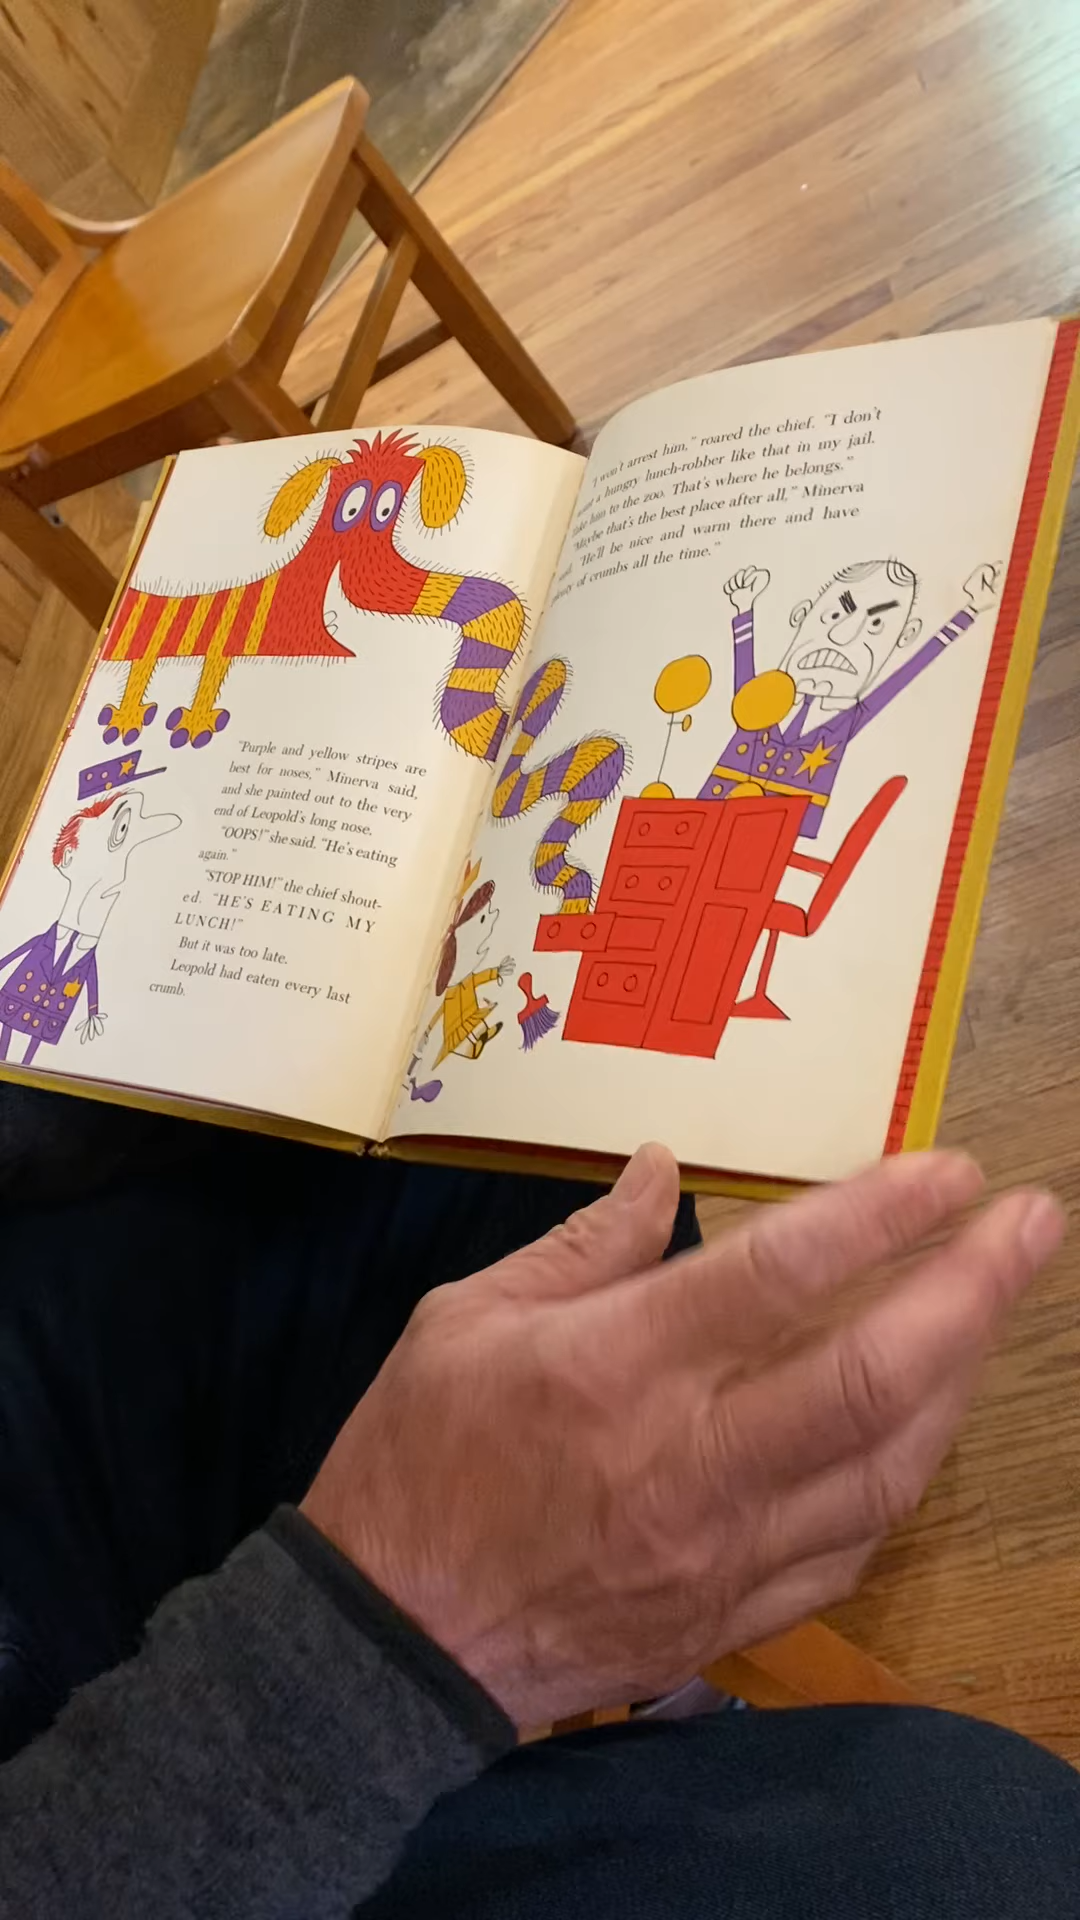 "Purple and yellow stripes are
best for noses," Minerva said,
and she painted out to the very
end of Leopold's long nose.
"OOPS!" she said. "He's eating
again."
"STOP HIM!" the chief shout-
ed. "HE'S EATING MY
LUNCH!"
But it was too late.
Leopold had eaten every last
crumb.
"I won't arrest him," roared the chief. "I don't
want a hungry lunch-robber like that in my jail.
Take him to the zoo. That's where he belongs."
"Maybe that's the best place after all," Minerva
said. "He'll be nice and warm there and have
plenty of crumbs all the time."